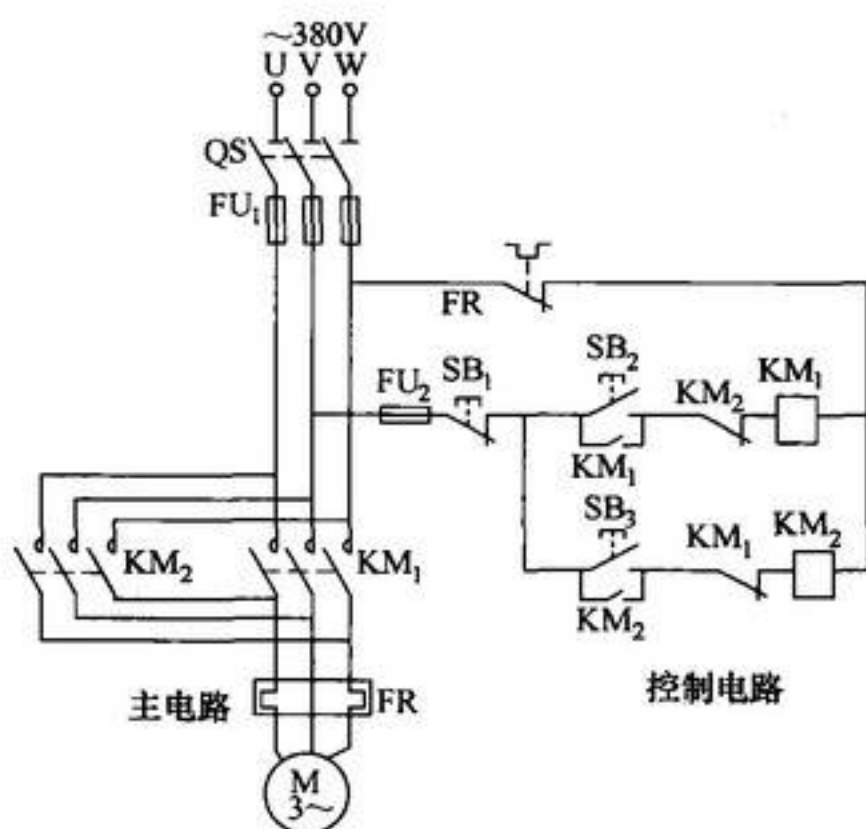 ~380V
U V W
QS
FU₁
FR
FU₂ SB₁ SB₂ KM₂ KM₁
KM₁
SB₃ KM₁ KM₂
KM₂ KM₁
KM₂
主电路 FR 控制电路
M
3~